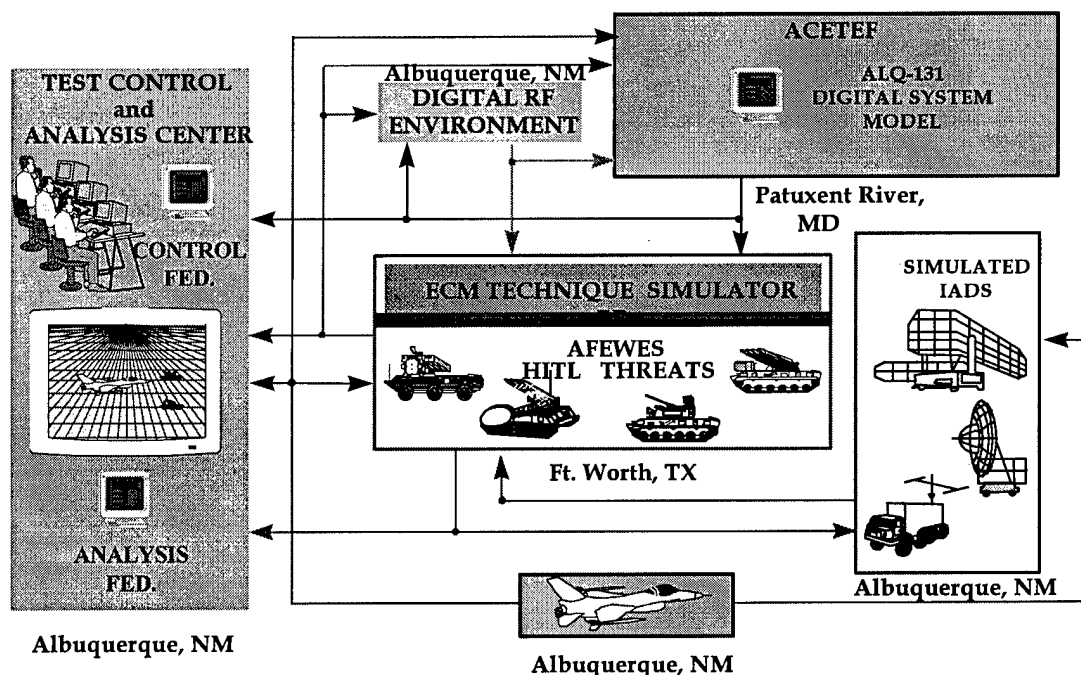 TEST CONTROL
and
ANALYSIS CENTER
CONTROL
FED.
ANALYSIS
FED.
Albuquerque, NM
Albuquerque, NM
DIGITAL RF
ENVIRONMENT
ACETEF
ALQ-131
DIGITAL SYSTEM
MODEL
Patuxent River,
MD
ECM TECHNIQUE SIMULATOR
AFEWES
HITL THREATS
Ft. Worth, TX
SIMULATED
IADS
Albuquerque, NM
Albuquerque, NM